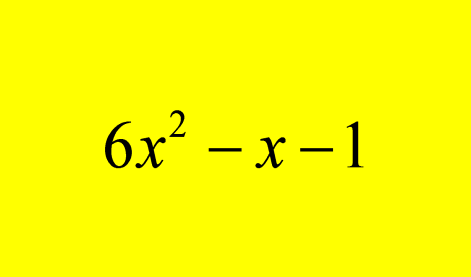 6x² − x − 1